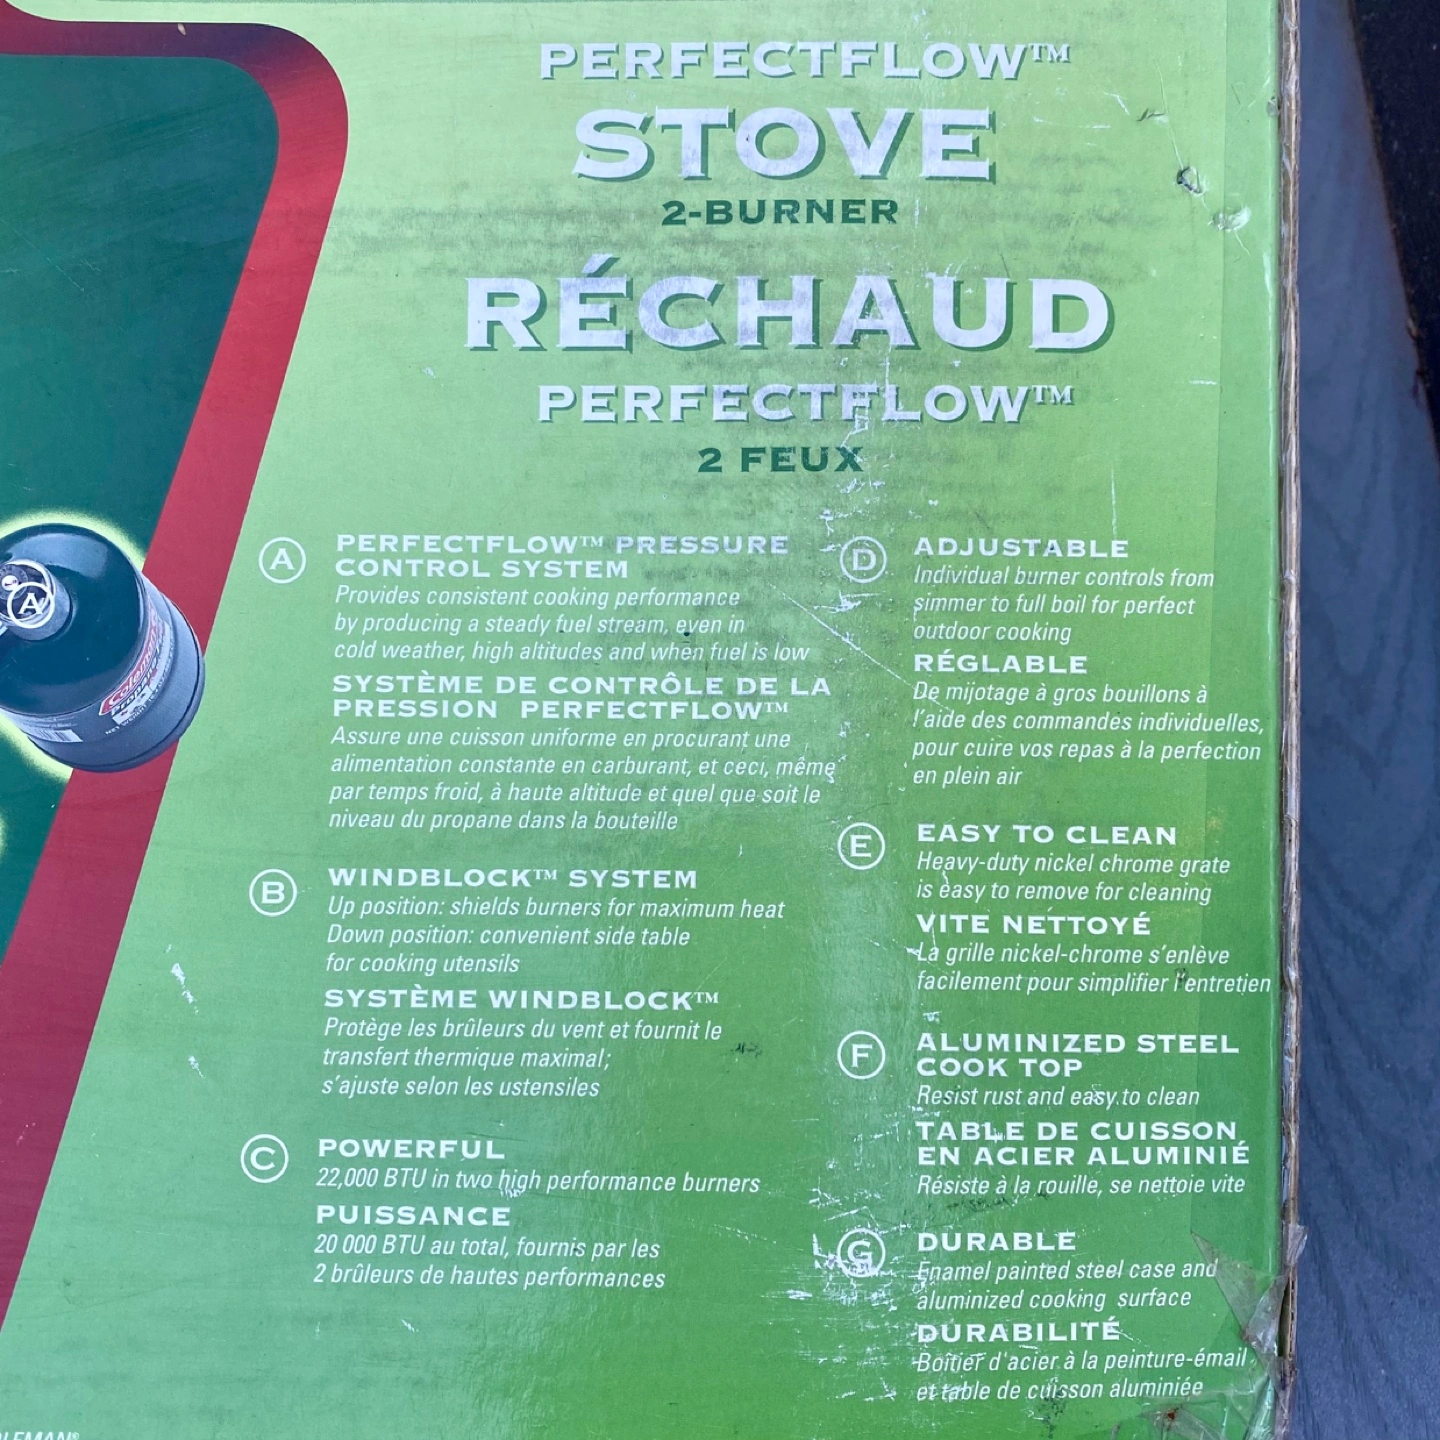 PERFECTFLOW™
STOVE
2-BURNER
RÉCHAUD
PERFECTFLOW™
2 FEUX
A
PERFECTFLOW™ PRESSURE
CONTROL SYSTEM
Provides consistent cooking performance
by producing a steady fuel stream, even in
cold weather, high altitudes and when fuel is low
SYSTÈME DE CONTRÔLE DE LA
PRESSION PERFECTFLOW™
Assure une cuisson uniforme en procurant une
alimentation constante en carburant, et ceci, même
par temps froid, à haute altitude et quel que soit le
niveau du propane dans la bouteille
B
WINDBLOCK™ SYSTEM
Up position: shields burners for maximum heat
Down position: convenient side table
for cooking utensils
SYSTÈME WINDBLOCK™
Protège les brûleurs du vent et fournit le
transfert thermique maximal;
s'ajuste selon les ustensiles
C
POWERFUL
22,000 BTU in two high performance burners
PUISSANCE
20 000 BTU au total, fournis par les
2 brûleurs de hautes performances
D
ADJUSTABLE
Individual burner controls from
simmer to full boil for perfect
outdoor cooking
RÉGLABLE
De mijotage à gros bouillons à
l'aide des commandes individuelles,
pour cuire vos repas à la perfection
en plein air
E
EASY TO CLEAN
Heavy-duty nickel chrome grate
is easy to remove for cleaning
VITE NETTOYÉ
La grille nickel-chrome s'enlève
facilement pour simplifier l'entretien
F
ALUMINIZED STEEL
COOK TOP
Resist rust and easy to clean
TABLE DE CUISSON
EN ACIER ALUMINIÉ
Résiste à la rouille, se nettoie vite
G
DURABLE
Enamel painted steel case and
aluminized cooking surface
DURABILITÉ
Boîtier d'acier à la peinture-émail
et table de cuisson aluminiée
A
Coleman